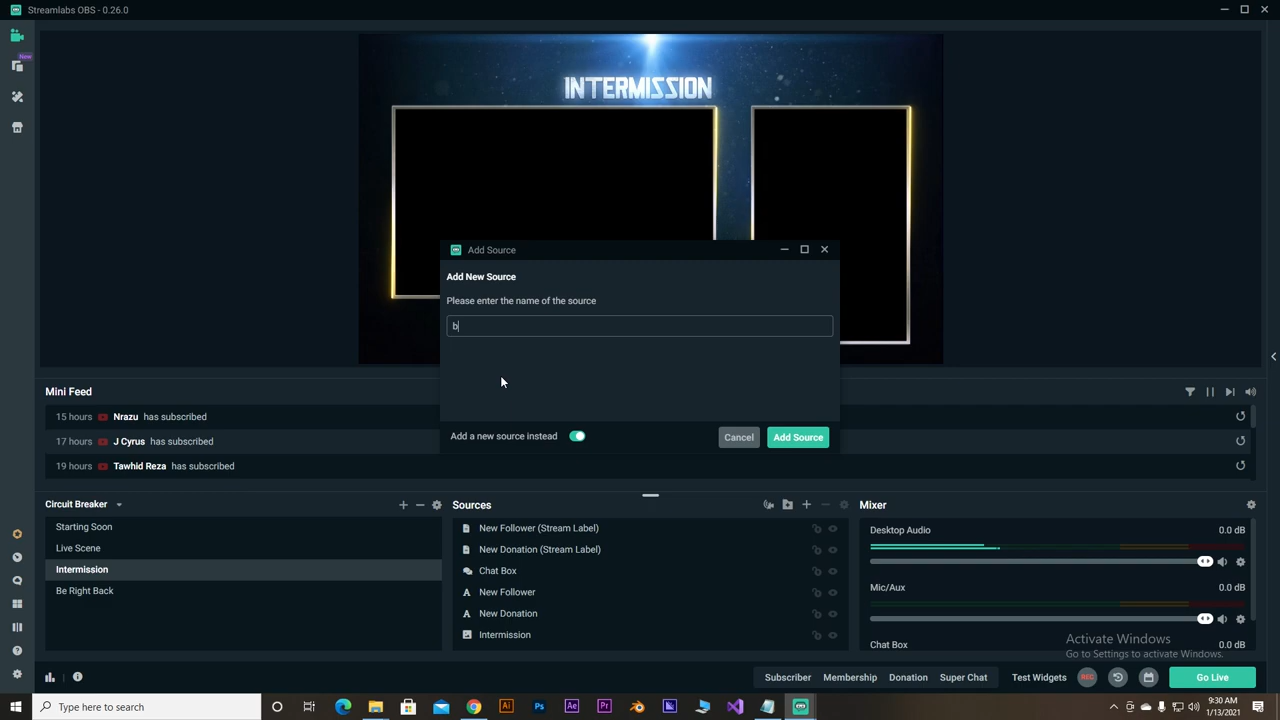 Streamlabs OBS - 0.26.0
New
INTERMISSION
Add Source
Add New Source
Please enter the name of the source
b
Add a new source instead
Cancel
Add Source
Mini Feed
15 hours Nrazu has subscribed
17 hours J Cyrus has subscribed
19 hours Tawhid Reza has subscribed
Circuit Breaker
Starting Soon
Live Scene
Intermission
Be Right Back
Sources
New Follower (Stream Label)
New Donation (Stream Label)
Chat Box
New Follower
New Donation
Intermission
Mixer
Desktop Audio 0.0 dB
Mic/Aux 0.0 dB
Chat Box 0.0 dB
Activate Windows
Go to Settings to activate Windows.
Subscriber Membership Donation Super Chat Test Widgets REC Go Live
Type here to search
Ai Ps Ae Pr
9:30 AM
1/13/2021